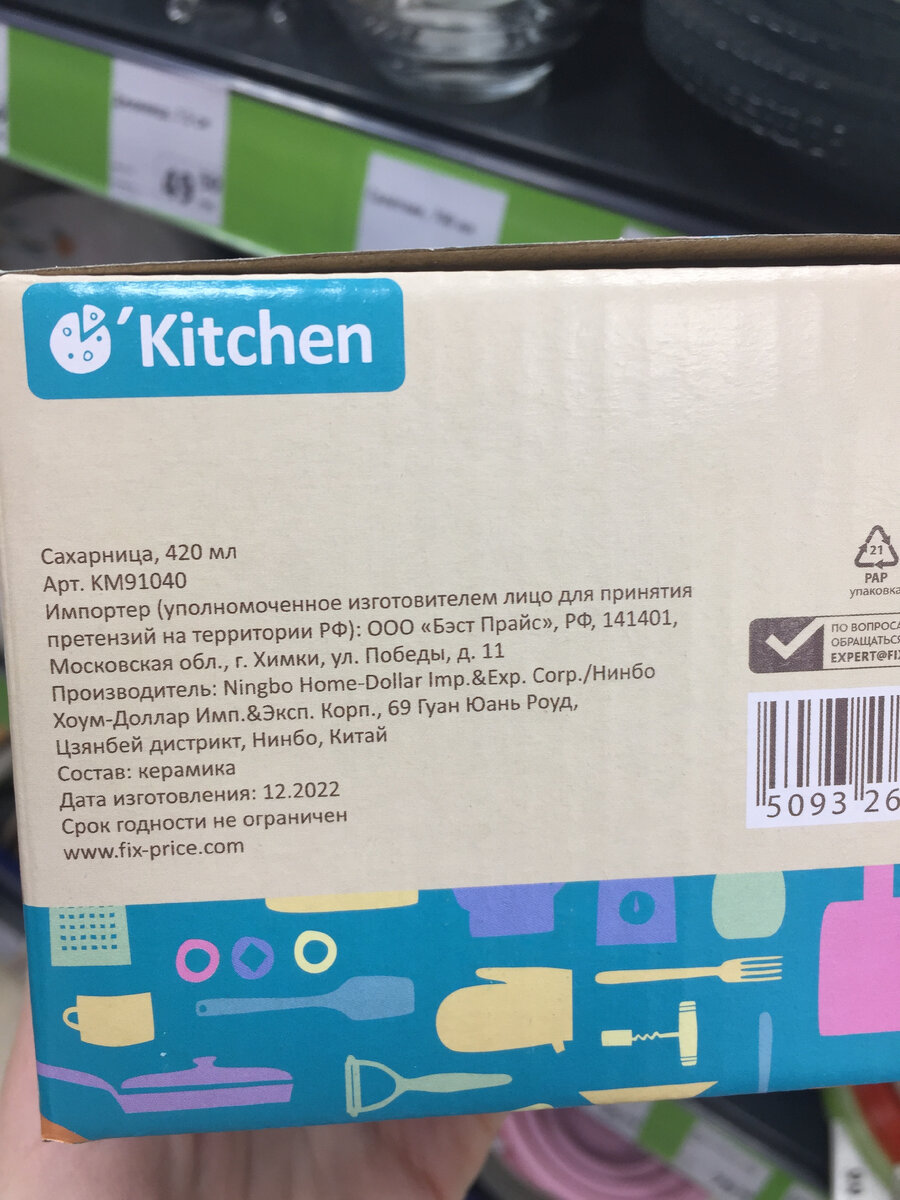 49
'Kitchen
Сахарница, 420 мл
Арт. KM91040
Импортер (уполномоченное изготовителем лицо для принятия
претензий на территории РФ): ООО «Бэст Прайс», РФ, 141401,
Московская обл., г. Химки, ул. Победы, д. 11
Производитель: Ningbo Home-Dollar Imp.&Exp. Corp./Нинбо
Хоум-Доллар Имп.&Эксп. Корп., 69 Гуан Юань Роуд,
Цзянбей дистрикт, Нинбо, Китай
Состав: керамика
Дата изготовления: 12.2022
Срок годности не ограничен
www.fix-price.com
21
PAP
упаковка
ПО ВОПРОСА
ОБРАЩАТЬСЯ
EXPERT@FI
5093 26